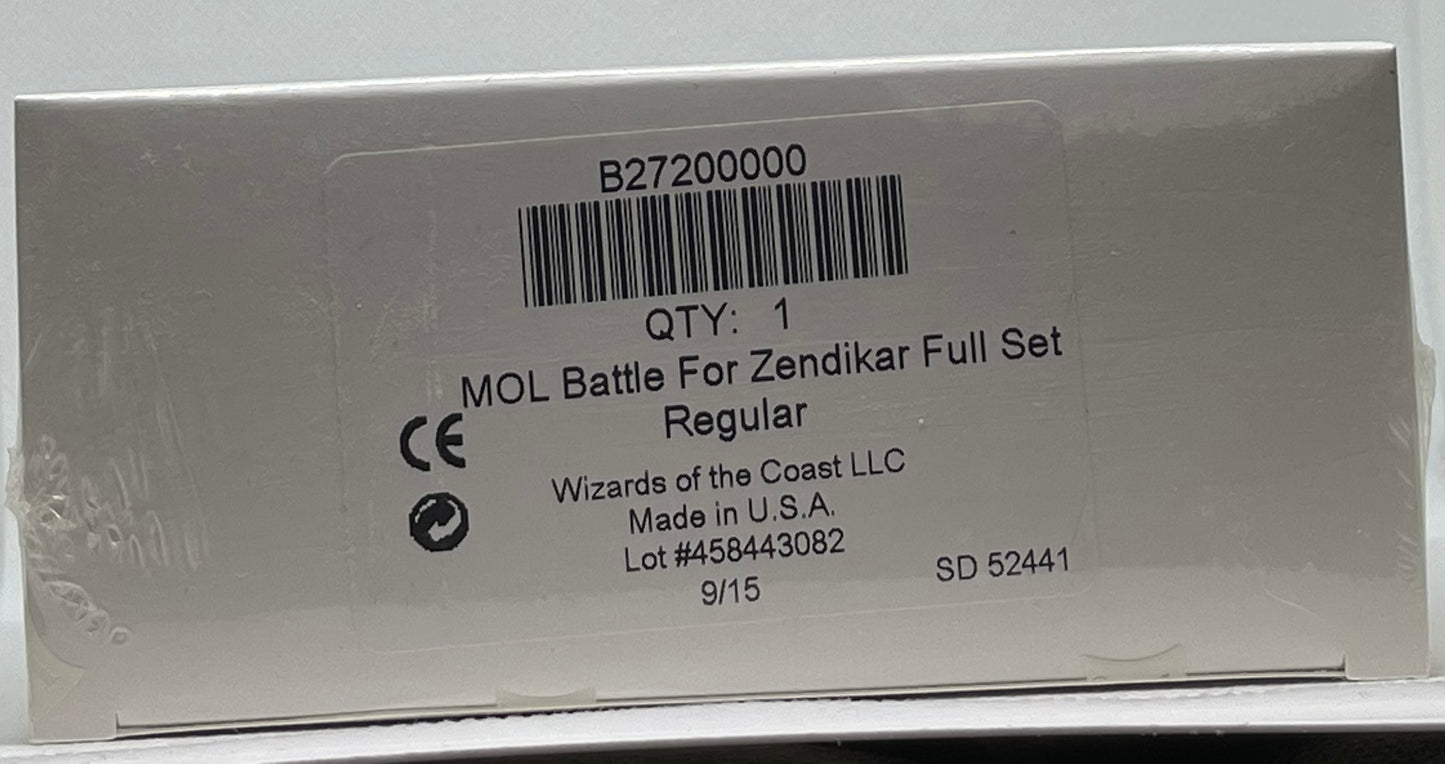 B27200000
QTY: 1
MOL Battle For Zendikar Full Set
Regular
CE
Wizards of the Coast LLC
Made in U.S.A.
Lot #458443082
9/15
SD 52441